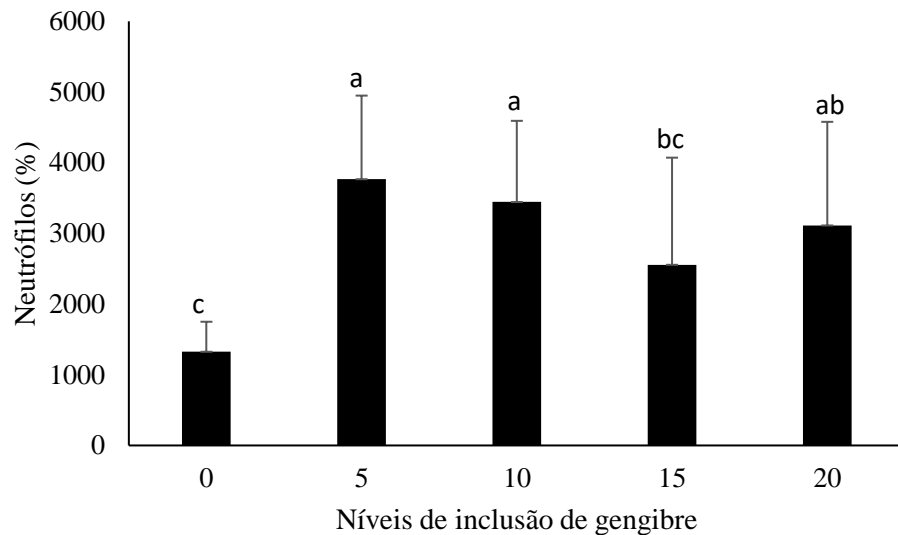 6000
5000
4000
3000
2000
1000
0
Neutrófilos (%)
c
a
a
bc
ab
0 5 10 15 20
Níveis de inclusão de gengibre